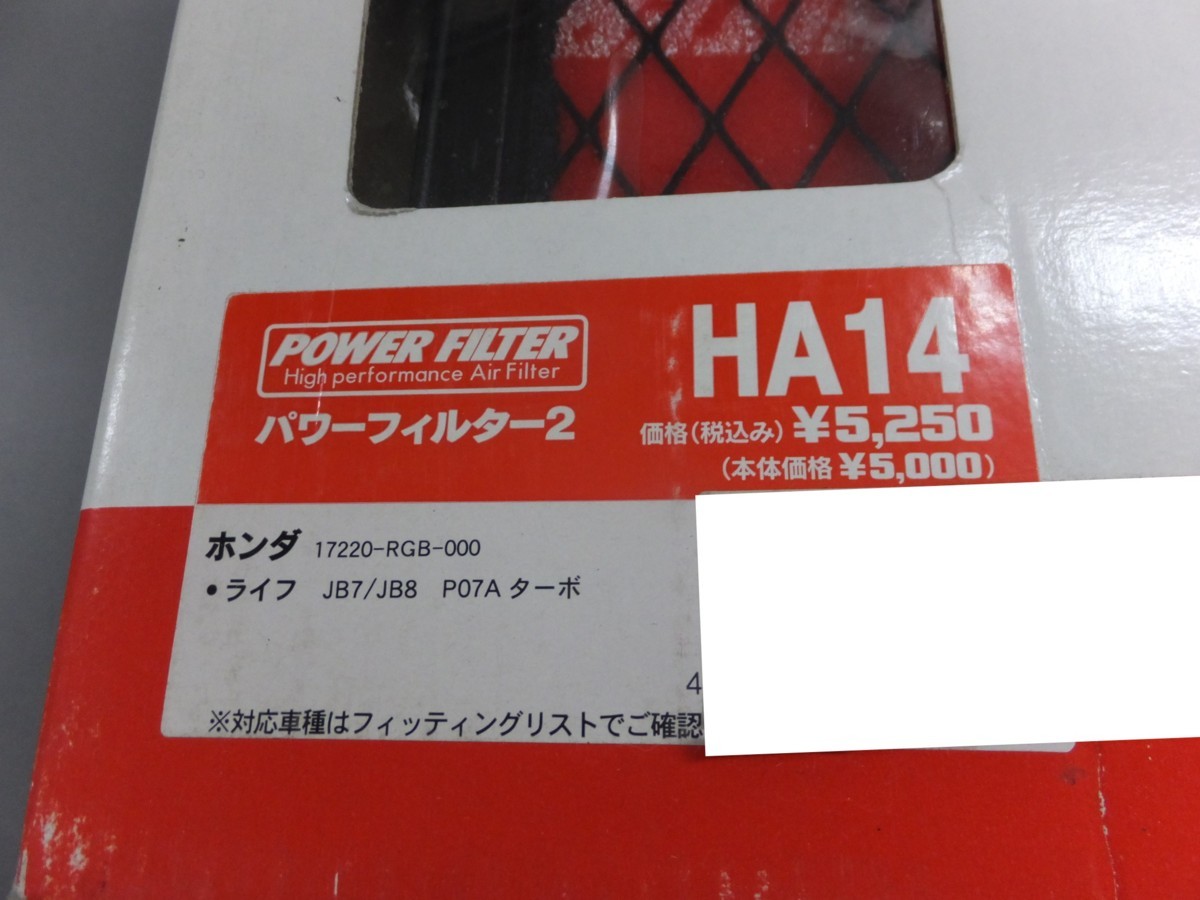 POWER FILTER
High performance Air Filter
パワーフィルター2
HA14
価格(税込み) ¥5,250
(本体価格 ¥5,000)
ホンダ 17220-RGB-000
•ライフ JB7/JB8 P07A ターボ
4
※対応車種はフィッティングリストでご確認